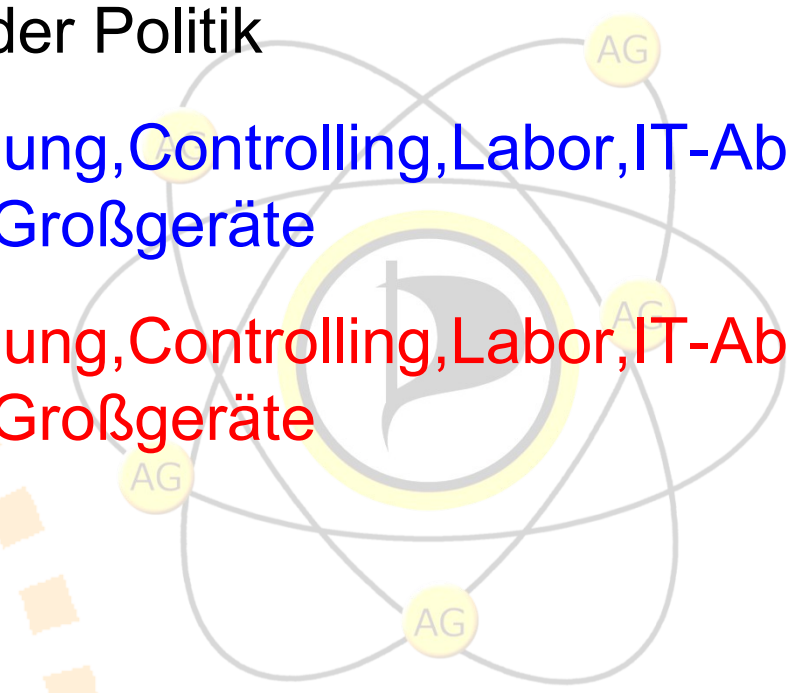 der Politik
ung,Controlling,Labor,IT-Ab
Großgeräte
ung,Controlling,Labor,IT-Ab
Großgeräte
AG
AG
AG
AG
AG